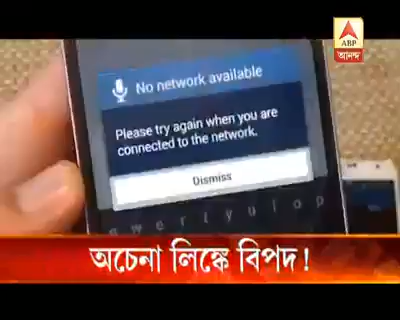 ABP
আনন্দ
No network available
Please try again when you are
connected to the network.
Dismiss
q w e r t y u i o p
অচেনা লিঙ্কে বিপদ!